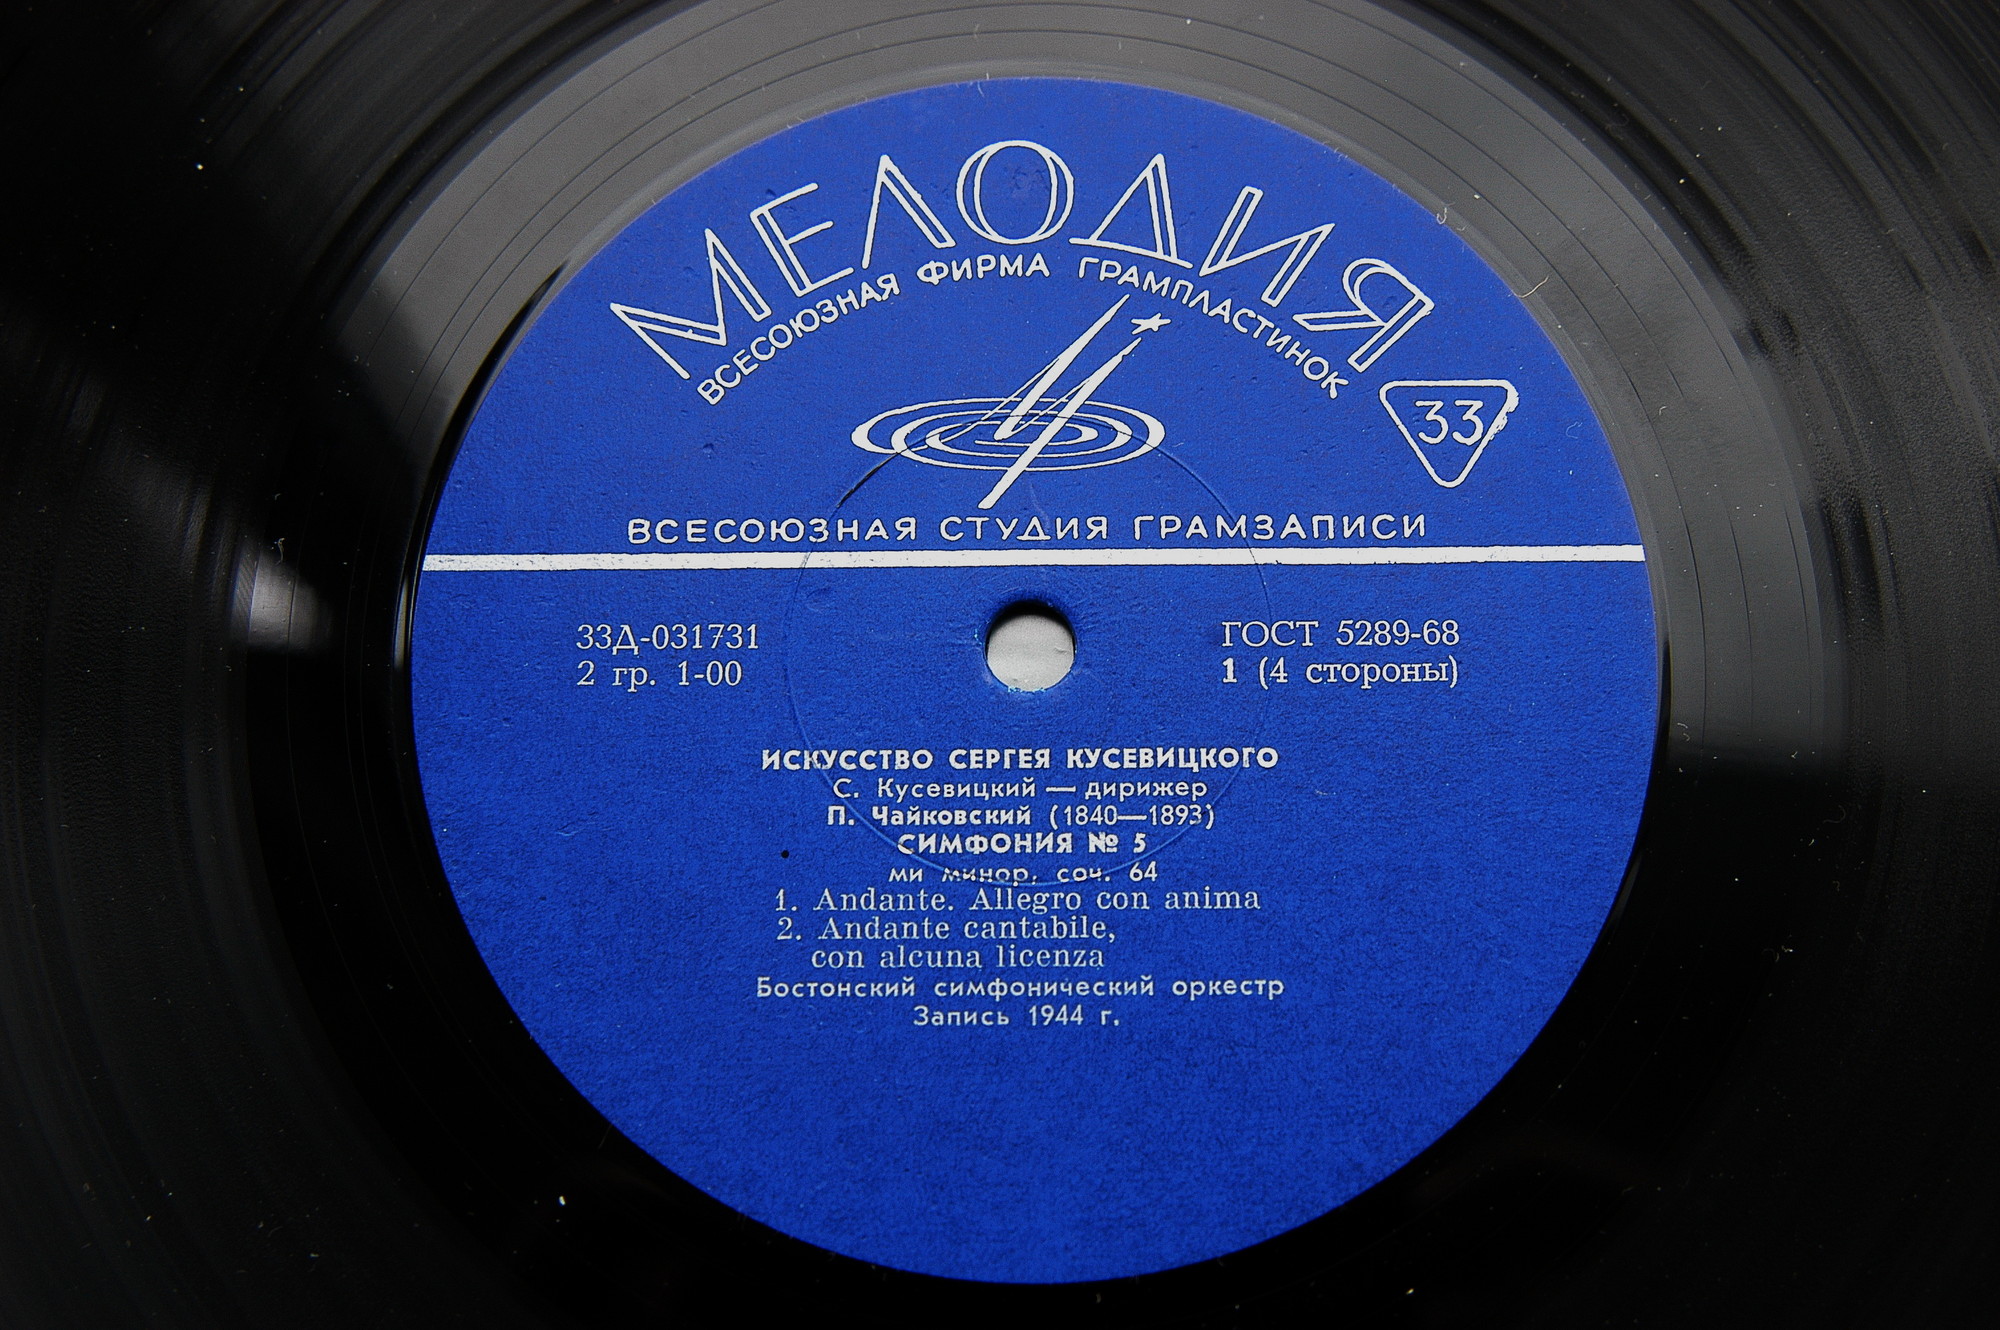 МЕЛОДИЯ
ВСЕСОЮЗНАЯ ФИРМА ГРАМПЛАСТИНОК
33
ВСЕСОЮЗНАЯ СТУДИЯ ГРАМЗАПИСИ
33Д-031731
2 гр. 1-00
ГОСТ 5289-68
1 (4 стороны)
ИСКУССТВО СЕРГЕЯ КУСЕВИЦКОГО
С. Кусевицкий — дирижер
П. Чайковский (1840—1893)
СИМФОНИЯ № 5
ми минор, соч. 64
1. Andante. Allegro con anima
2. Andante cantabile,
con alcuna licenza
Бостонский симфонический оркестр
Запись 1944 г.